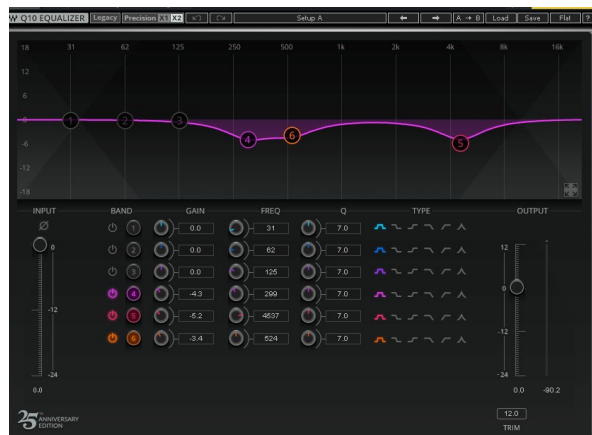 W Q10 EQUALIZER Legacy Precision X1 X2 Setup A A → B Load Save Flat ?
18 31 62 125 250 500 1k 2k 4k 8k 16k
12
6
0 1 2 3
4 6 5
-6
-12
-18
INPUT BAND GAIN FREQ Q TYPE OUTPUT
Ø 1 0.0 31 7.0
0 2 0.0 62 7.0 12
3 0.0 125 7.0
4 -4.3 299 7.0 0
-12 5 -5.2 4537 7.0
6 -3.4 524 7.0 -12
-24 -24
0.0 0.0 -90.2
25TH ANNIVERSARY EDITION 12.0
TRIM